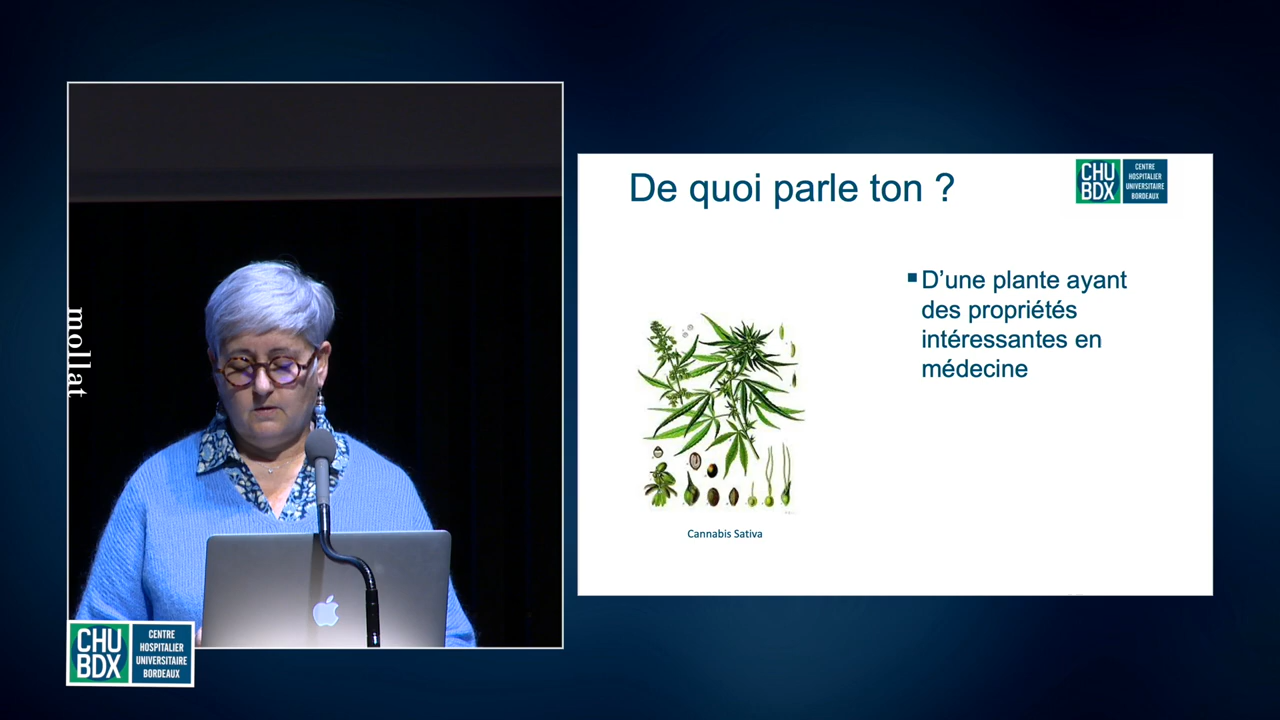 mollat
CHU
BDX
CENTRE
HOSPITALIER
UNIVERSITAIRE
BORDEAUX
De quoi parle ton ?
CHU
BDX
CENTRE
HOSPITALIER
UNIVERSITAIRE
BORDEAUX
D’une plante ayant
des propriétés
intéressantes en
médecine
Cannabis Sativa